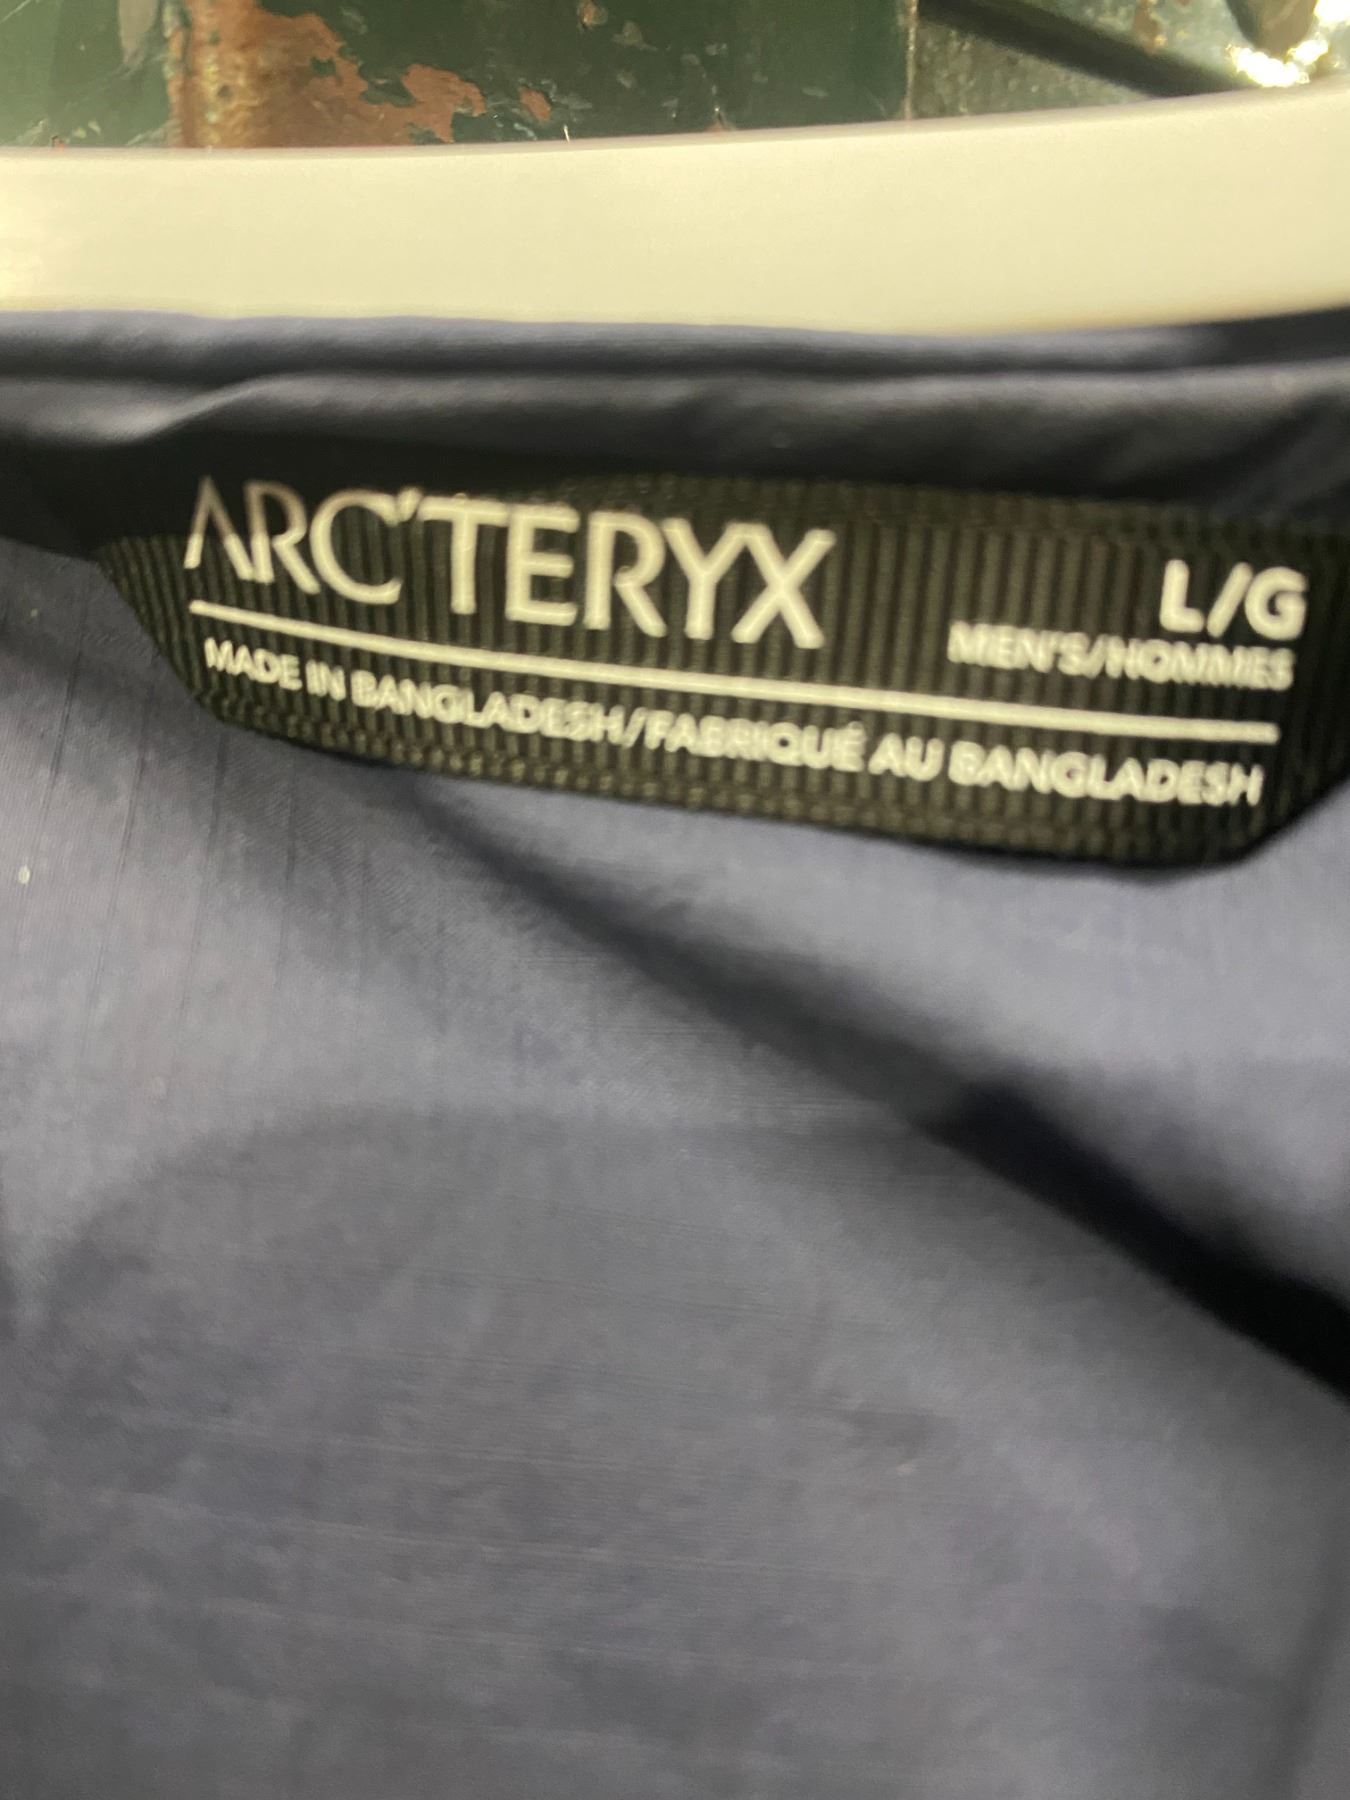 ARC'TERYX
L/G
MEN'S/HOMMES
MADE IN BANGLADESH/FABRIQUÉ AU BANGLADESH